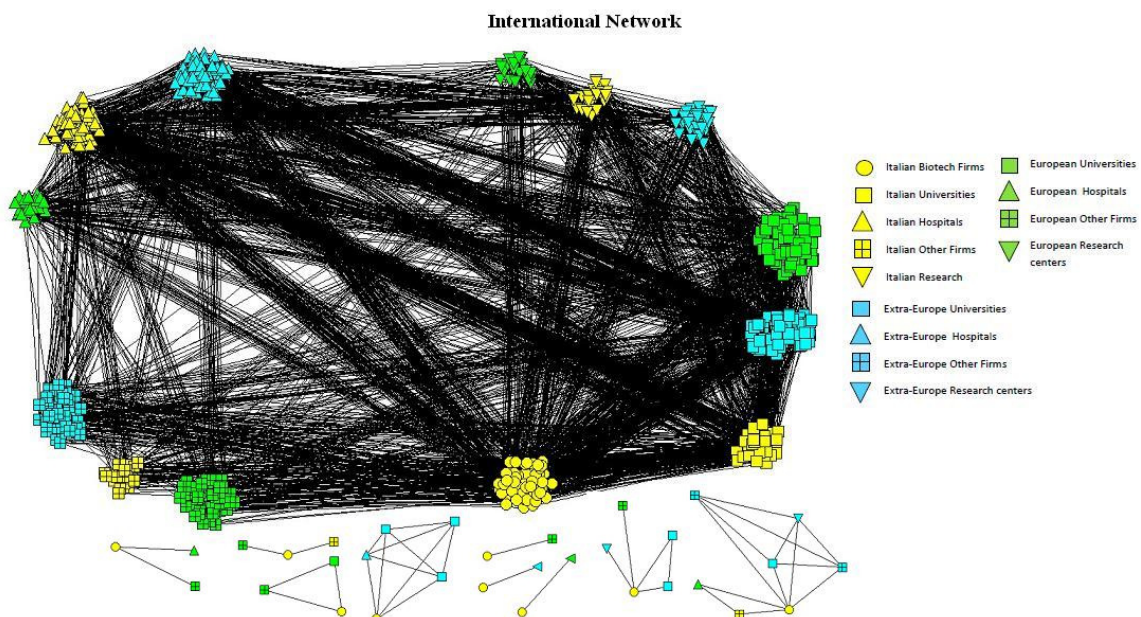 International Network
Italian Biotech Firms
Italian Universities
Italian Hospitals
Italian Other Firms
Italian Research
Extra-Europe Universities
Extra-Europe Hospitals
Extra-Europe Other Firms
Extra-Europe Research centers
European Universities
European Hospitals
European Other Firms
European Research
centers